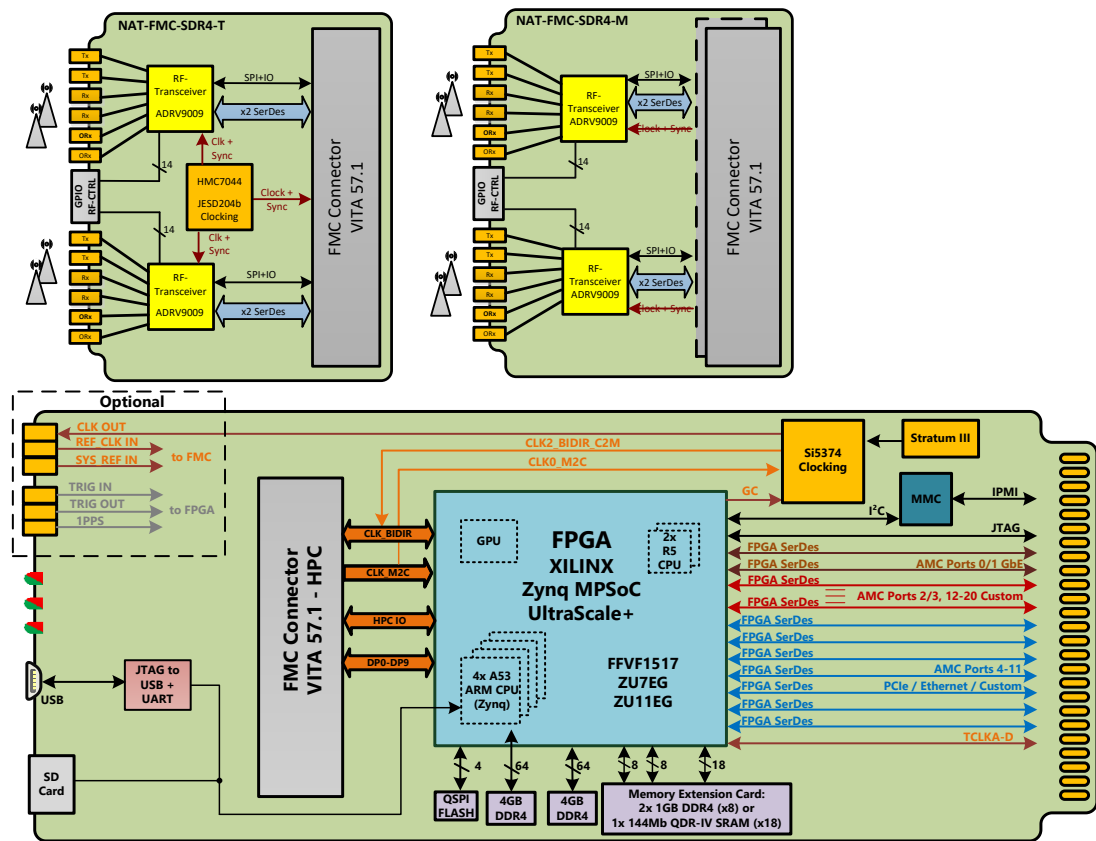 NAT-FMC-SDR4-T
Tx
Tx
Rx
Rx
ORx
ORx
GPIO
RF-CTRL
Tx
Tx
Rx
Rx
ORx
ORx
RF-
Transceiver
ADRV9009
SPI+IO
x2 SerDes
14
Clk +
Sync
HMC7044
JESD204b
Clocking
Clock +
Sync
14
Clk +
Sync
RF-
Transceiver
ADRV9009
SPI+IO
x2 SerDes
FMC Connector
VITA 57.1
NAT-FMC-SDR4-M
Tx
Tx
Rx
Rx
ORx
ORx
GPIO
RF-CTRL
Tx
Tx
Rx
Rx
ORx
ORx
RF-
Transceiver
ADRV9009
SPI+IO
x2 SerDes
Clock + Sync
14
14
RF-
Transceiver
ADRV9009
SPI+IO
x2 SerDes
Clock + Sync
FMC Connector
VITA 57.1
Optional
CLK OUT
REF_CLK IN
SYS_REF IN
to FMC
TRIG IN
TRIG OUT
1PPS
to FPGA
CLK2_BIDIR_C2M
CLK0_M2C
Si5374
Clocking
Stratum III
GC
MMC
I²C
IPMI
JTAG
FMC Connector
VITA 57.1 - HPC
CLK_BIDIR
CLK_M2C
HPC IO
DP0-DP9
GPU
FPGA
XILINX
Zynq MPSoC
UltraScale+
2x
R5
CPU
4x A53
ARM CPU
(Zynq)
FFVF1517
ZU7EG
ZU11EG
FPGA SerDes
FPGA SerDes
AMC Ports 0/1 GbE
FPGA SerDes
FPGA SerDes
AMC Ports 2/3, 12-20 Custom
FPGA SerDes
FPGA SerDes
FPGA SerDes
FPGA SerDes
AMC Ports 4-11
FPGA SerDes
PCIe / Ethernet / Custom
FPGA SerDes
FPGA SerDes
TCLKA-D
USB
JTAG to
USB +
UART
SD
Card
4
64
64
8
8
18
QSPI
FLASH
4GB
DDR4
4GB
DDR4
Memory Extension Card:
2x 1GB DDR4 (x8) or
1x 144Mb QDR-IV SRAM (x18)